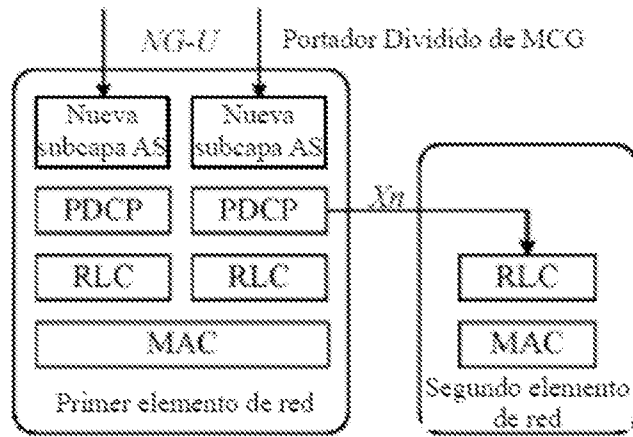 NG-U Portador Dividido de MCG
Nueva subcapa AS
Nueva subcapa AS
PDCP
PDCP
Xn
RLC
RLC
RLC
MAC
MAC
Primer elemento de red
Segundo elemento de red